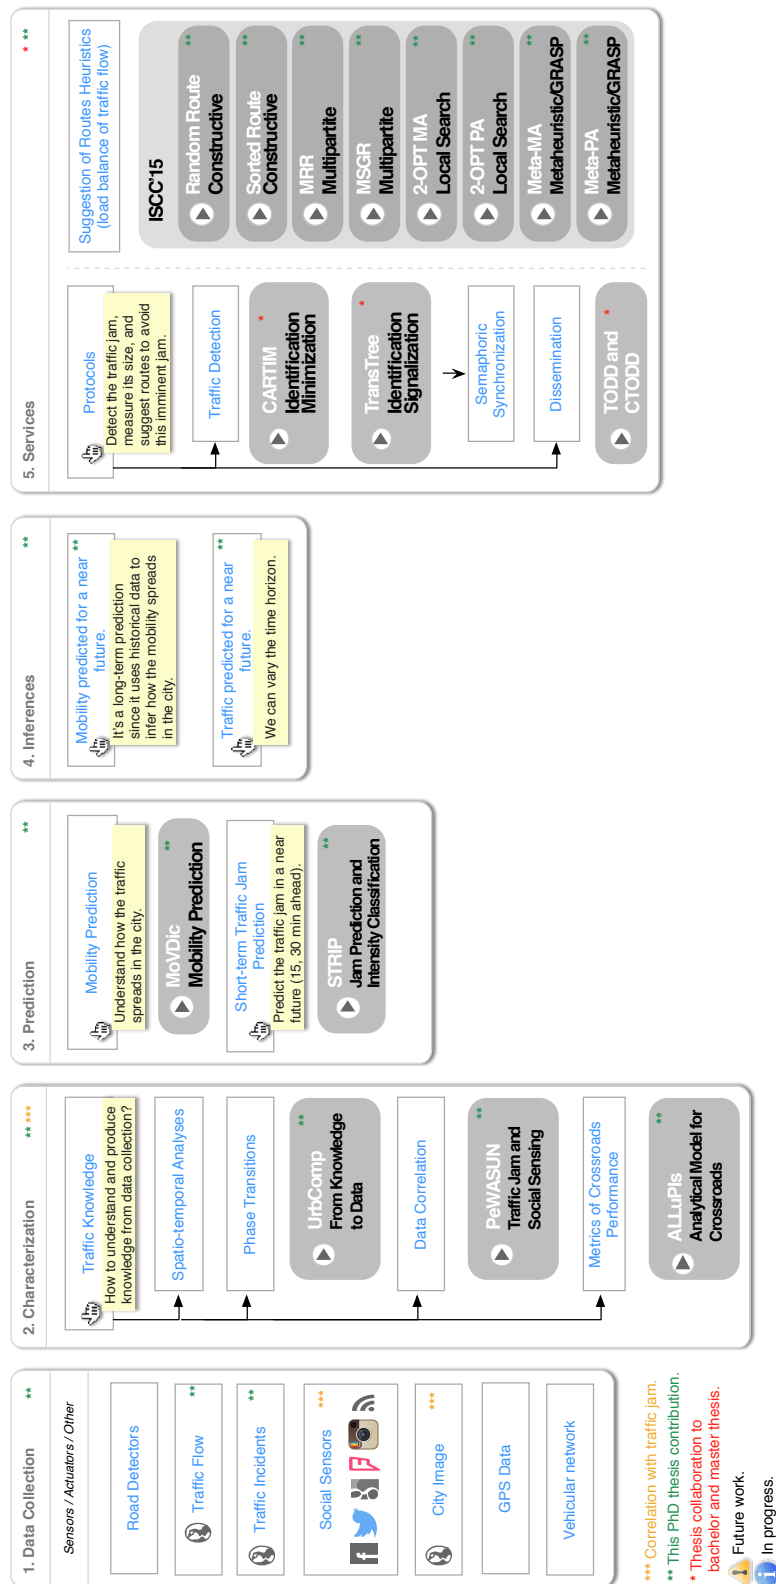 1. Data Collection **
Sensors / Actuators / Other
Road Detectors
Traffic Flow **
Traffic Incidents **
Social Sensors ***
City Image ***
GPS Data
Vehicular network
*** Correlation with traffic jam.
** This PhD thesis contribution.
* Thesis collaboration to
bachelor and master thesis.
Future work.
In progress.
2. Characterization ** ***
Traffic Knowledge
How to understand and produce
knowledge from data collection?
Spatio-temporal Analyses
Phase Transitions
UrbComp **
From Knowledge
to Data
Data Correlation
PeWASUN **
Traffic Jam and
Social Sensing
Metrics of Crossroads
Performance
ALLuPIs **
Analytical Model for
Crossroads
3. Prediction **
Mobility Prediction
Understand how the traffic
spreads in the city.
MoVDic **
Mobility Prediction
Short-term Traffic Jam
Prediction
Predict the traffic jam in a near
future (15, 30 min ahead).
STRIP **
Jam Prediction and
Intensity Classification
4. Inferences **
Mobility predicted for a near **
future.
It's a long-term prediction
since it uses historical data to
infer how the mobility spreads
in the city.
Traffic predicted for a near **
future.
We can vary the time horizon.
5. Services * **
Protocols
Detect the traffic jam,
measure its size, and
suggest routes to avoid
this imminent jam.
Traffic Detection
CARTIM *
Identification
Minimization
TransTree *
Identification
Signalization
Semaphoric
Synchronization
Dissemination
TODD and *
CTODD
Suggestion of Routes Heuristics
(load balance of traffic flow)
ISCC'15
Random Route **
Constructive
Sorted Route **
Constructive
MRR **
Multipartite
MSGR **
Multipartite
2-OPT MA **
Local Search
2-OPT PA **
Local Search
Meta-MA **
Metaheuristic/GRASP
Meta-PA **
Metaheuristic/GRASP